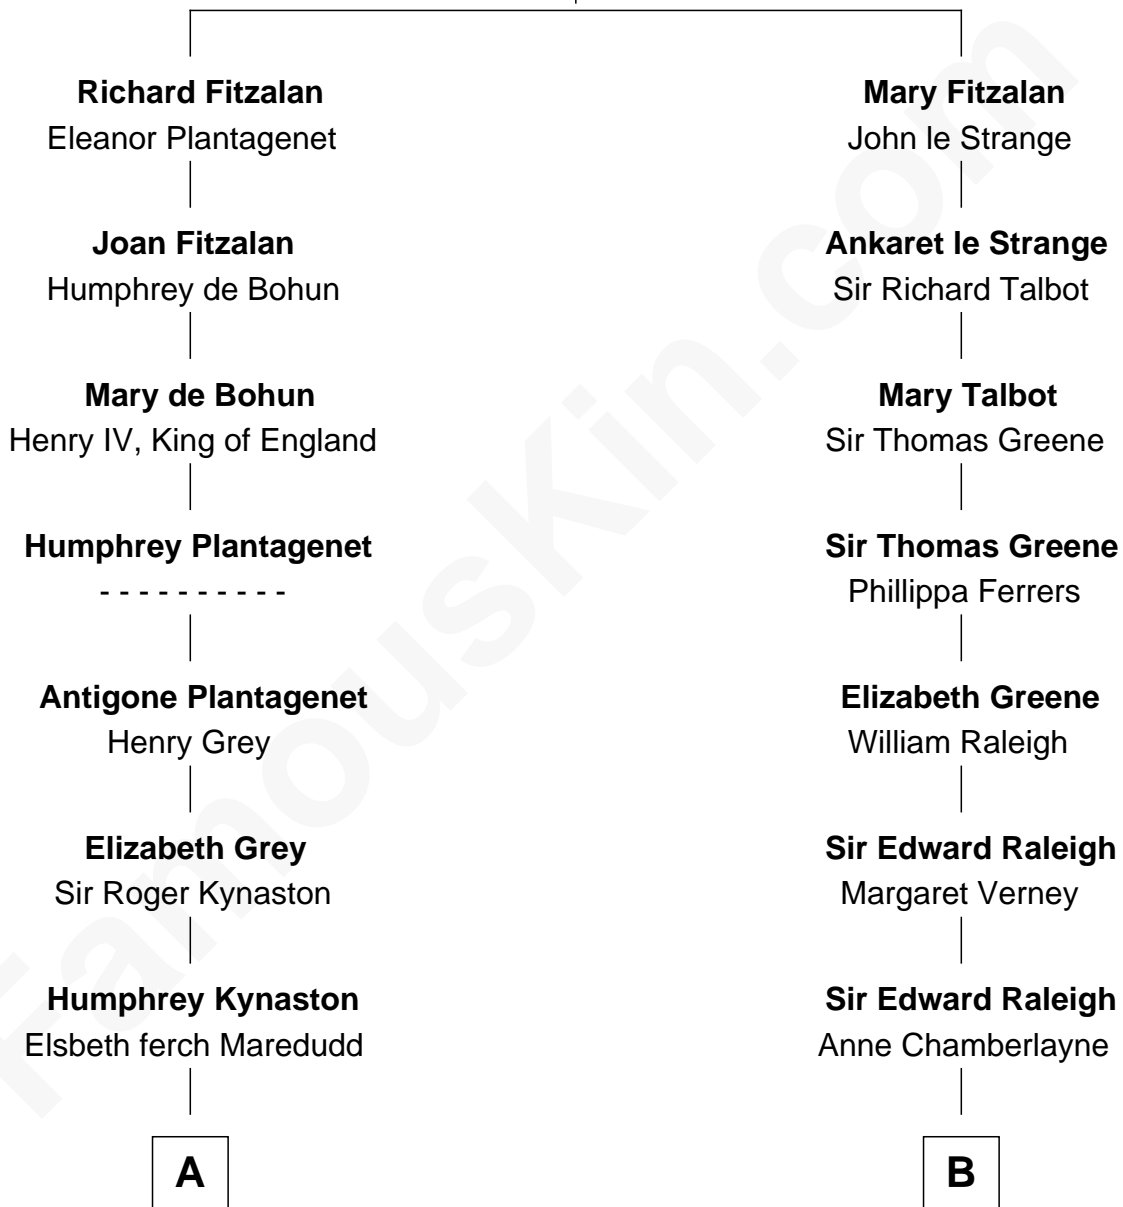 Richard Fitzalan
Eleanor Plantagenet
Mary Fitzalan
John le Strange
Joan Fitzalan
Humphrey de Bohun
Ankaret le Strange
Sir Richard Talbot
Mary de Bohun
Henry IV, King of England
Mary Talbot
Sir Thomas Greene
Humphrey Plantagenet
- - - - - - - - - -
Sir Thomas Greene
Phillippa Ferrers
Antigone Plantagenet
Henry Grey
Elizabeth Greene
William Raleigh
Elizabeth Grey
Sir Roger Kynaston
Sir Edward Raleigh
Margaret Verney
Humphrey Kynaston
Elsbeth ferch Maredudd
Sir Edward Raleigh
Anne Chamberlayne
A
B
FamousKin.com